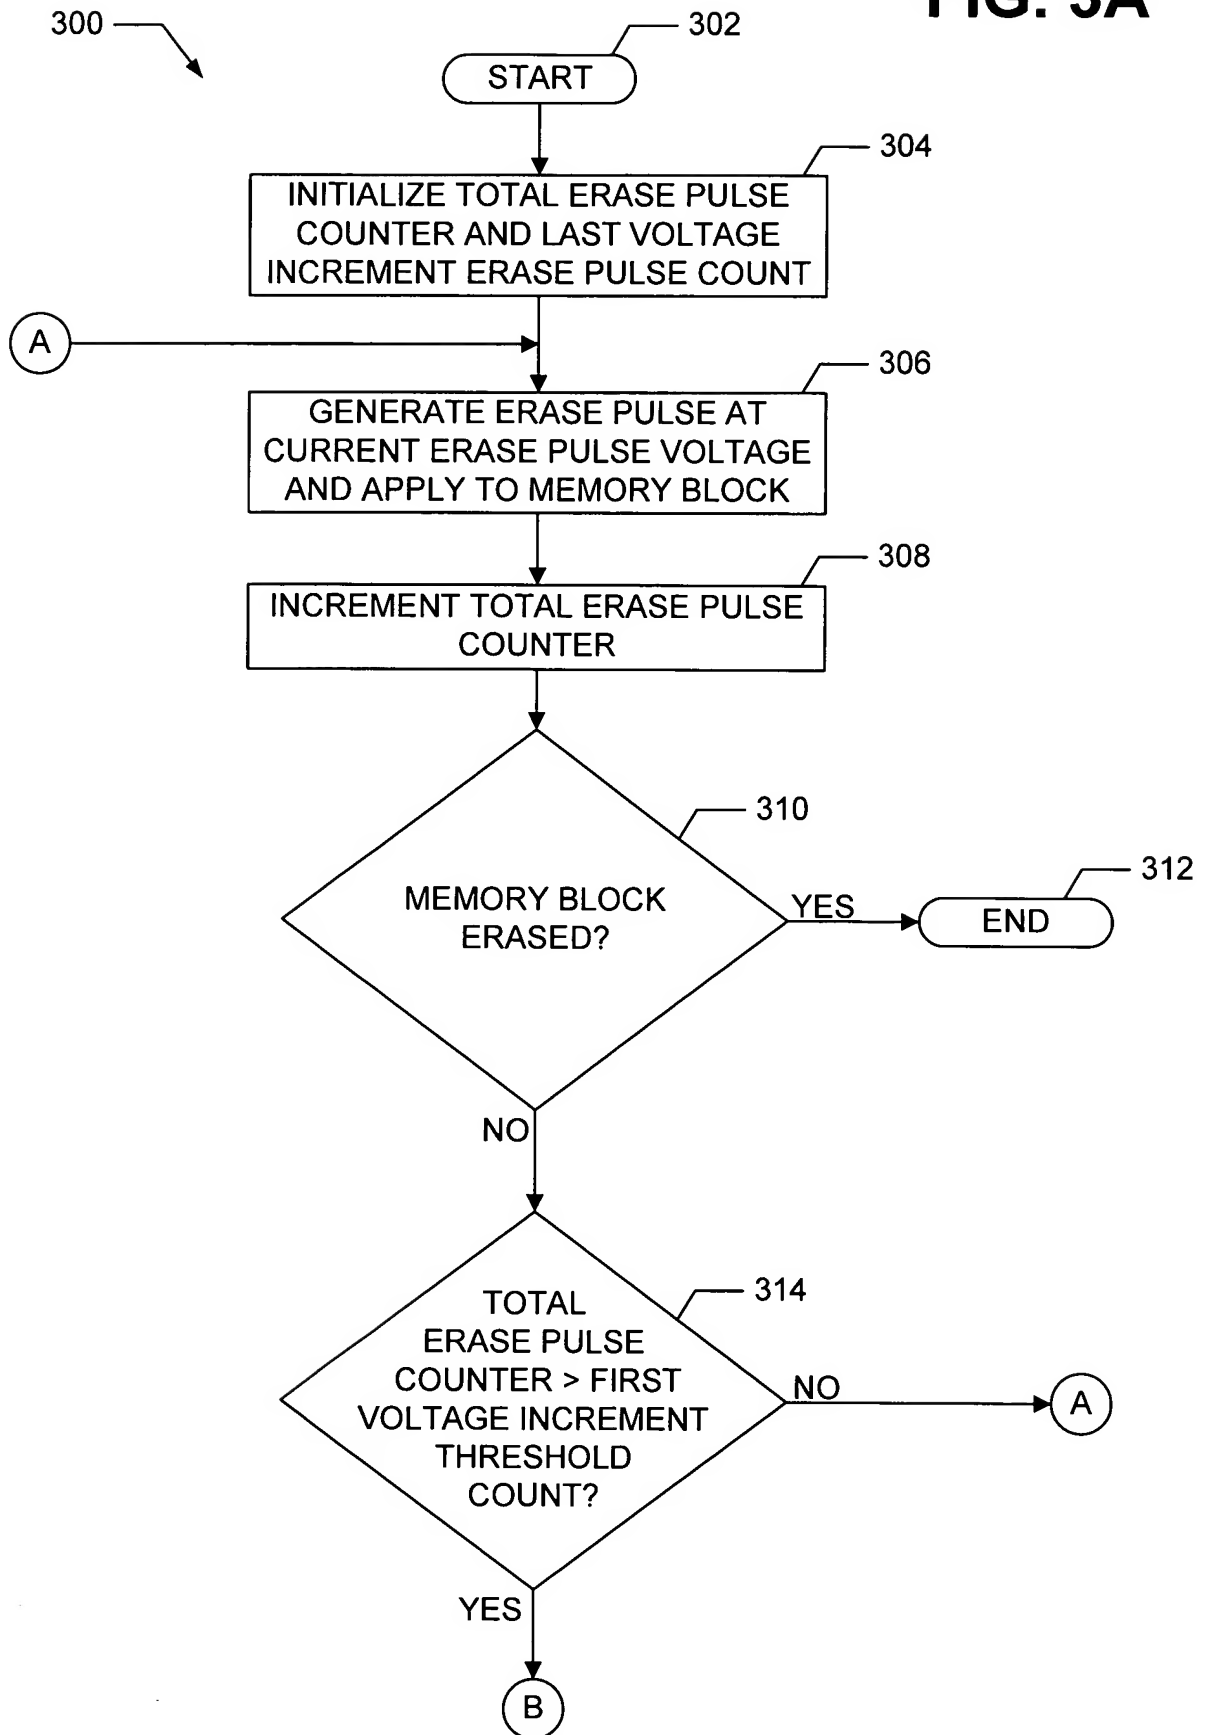 FIG. 3A
300
302
START
304
INITIALIZE TOTAL ERASE PULSE
COUNTER AND LAST VOLTAGE
INCREMENT ERASE PULSE COUNT
A
306
GENERATE ERASE PULSE AT
CURRENT ERASE PULSE VOLTAGE
AND APPLY TO MEMORY BLOCK
308
INCREMENT TOTAL ERASE PULSE
COUNTER
310
MEMORY BLOCK
ERASED?
YES
312
END
NO
314
TOTAL
ERASE PULSE
COUNTER > FIRST
VOLTAGE INCREMENT
THRESHOLD
COUNT?
NO
A
YES
B